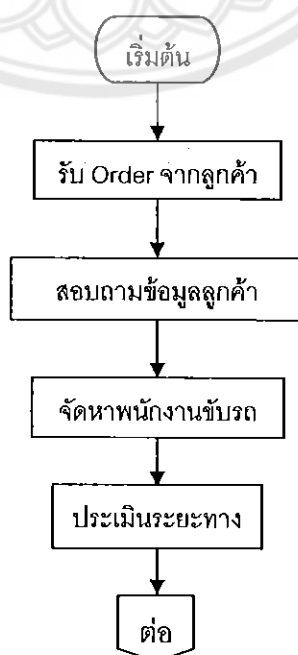 เริ่มต้น
รับ Order จากลูกค้า
สอบถามข้อมูลลูกค้า
จัดหาพนักงานขับรถ
ประเมินระยะทาง
ต่อ